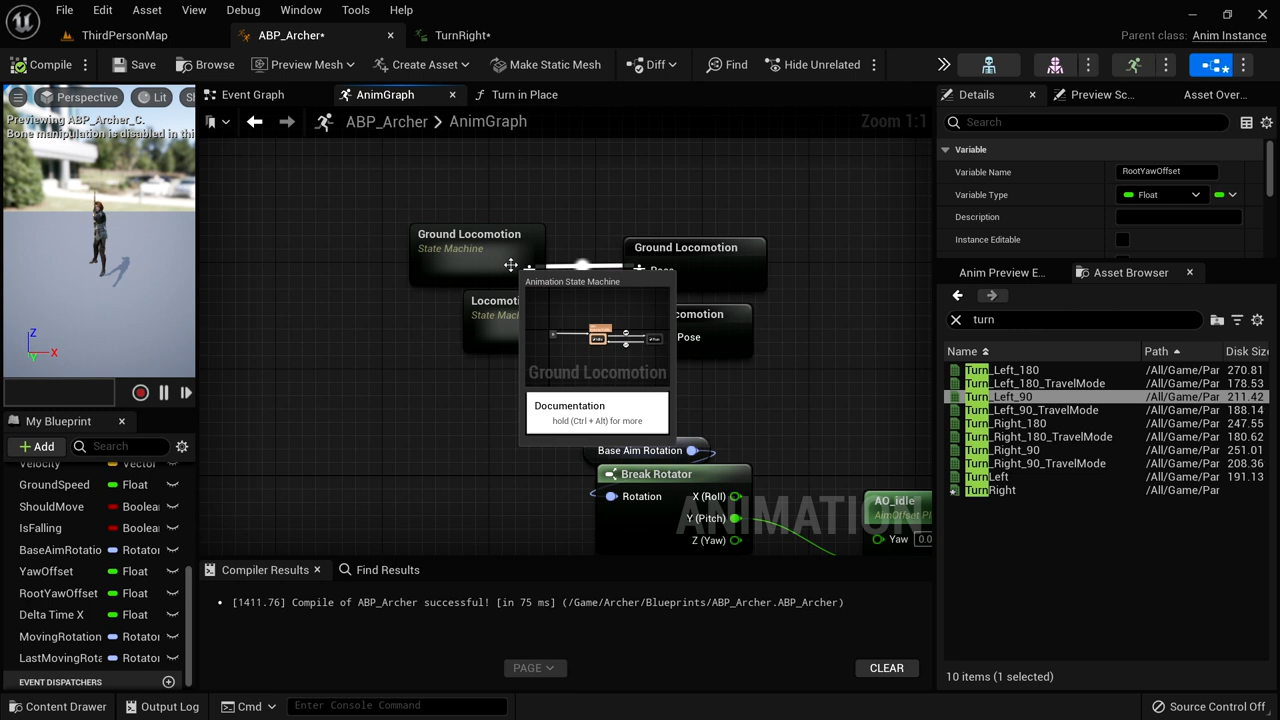 File Edit Asset View Debug Window Tools Help
ThirdPersonMap
ABP_Archer*
TurnRight*
Parent class: Anim Instance
Compile
Save
Browse
Preview Mesh
Create Asset
Make Static Mesh
Diff
Find
Hide Unrelated
Perspective
Lit
Previewing ABP_Archer_C.
Bone manipulation is disabled in thi
Z
X
Y
Event Graph
AnimGraph
Turn in Place
ABP_Archer > AnimGraph
Zoom 1:1
Ground Locomotion
State Machine
Ground Locomotion
Animation State Machine
Ground Locomotion
Documentation
hold (Ctrl + Alt) for more
Pose
Base Aim Rotation
Break Rotator
Rotation
X (Roll)
Y (Pitch)
Z (Yaw)
AO_idle
Yaw 0.0
ANIMATION
My Blueprint
+ Add
Search
Velocity Vector
GroundSpeed Float
ShouldMove Boolea
IsFalling Boolea
BaseAimRotatio Rotator
YawOffset Float
RootYawOffset Float
Delta Time X Float
MovingRotation Rotator
LastMovingRota Rotator
EVENT DISPATCHERS
Compiler Results
Find Results
[1411.76] Compile of ABP_Archer successful! [in 75 ms] (/Game/Archer/Blueprints/ABP_Archer.ABP_Archer)
PAGE
CLEAR
Details
Preview Sc...
Asset Over...
Search
Variable
Variable Name RootYawOffset
Variable Type Float
Description
Instance Editable
Anim Preview E...
Asset Browser
turn
Name Path Disk Size
Turn_Left_180 /All/Game/Par 270.81
Turn_Left_180_TravelMode /All/Game/Par 178.53
Turn_Left_90 /All/Game/Par 211.42
Turn_Left_90_TravelMode /All/Game/Par 188.14
Turn_Right_180 /All/Game/Par 247.55
Turn_Right_180_TravelMode /All/Game/Par 180.62
Turn_Right_90 /All/Game/Par 251.01
Turn_Right_90_TravelMode /All/Game/Par 208.36
TurnLeft /All/Game/Par 191.13
TurnRight /All/Game/Par
10 items (1 selected)
Content Drawer
Output Log
Cmd
Enter Console Command
Source Control Off